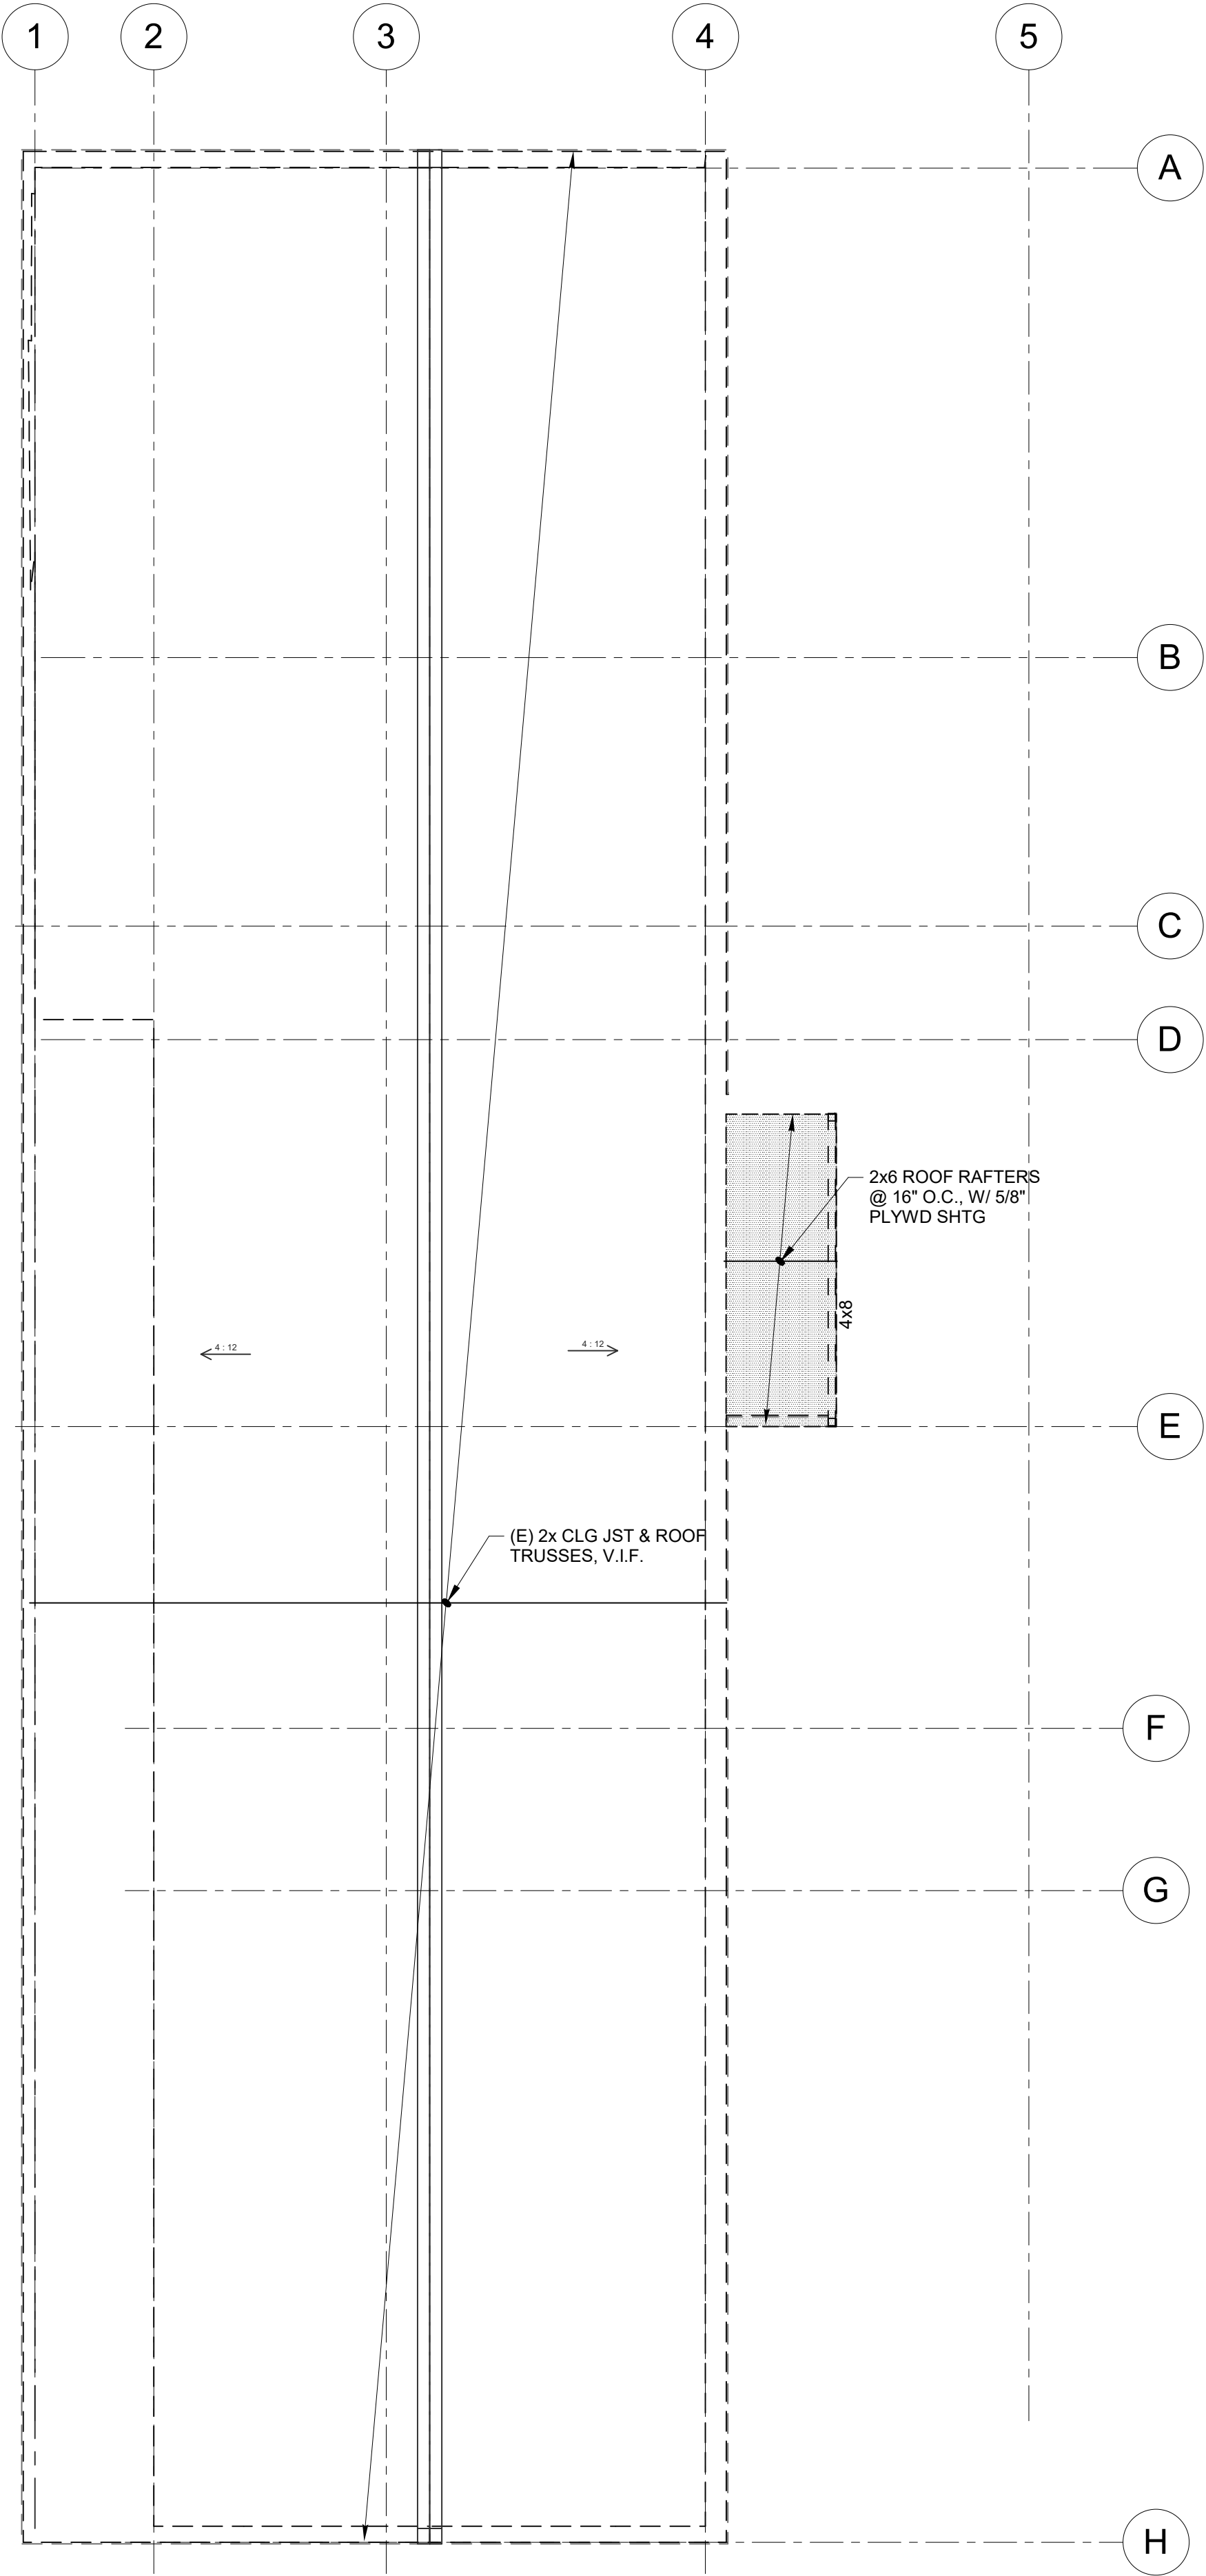 1
2
3
4
5
A
B
C
D
2x6 ROOF RAFTERS
@ 16" O.C., W/ 5/8"
PLYWD SHTG
4x8
4 : 12
4 : 12
E
(E) 2x CLG JST & ROOF
TRUSSES, V.I.F.
F
G
H